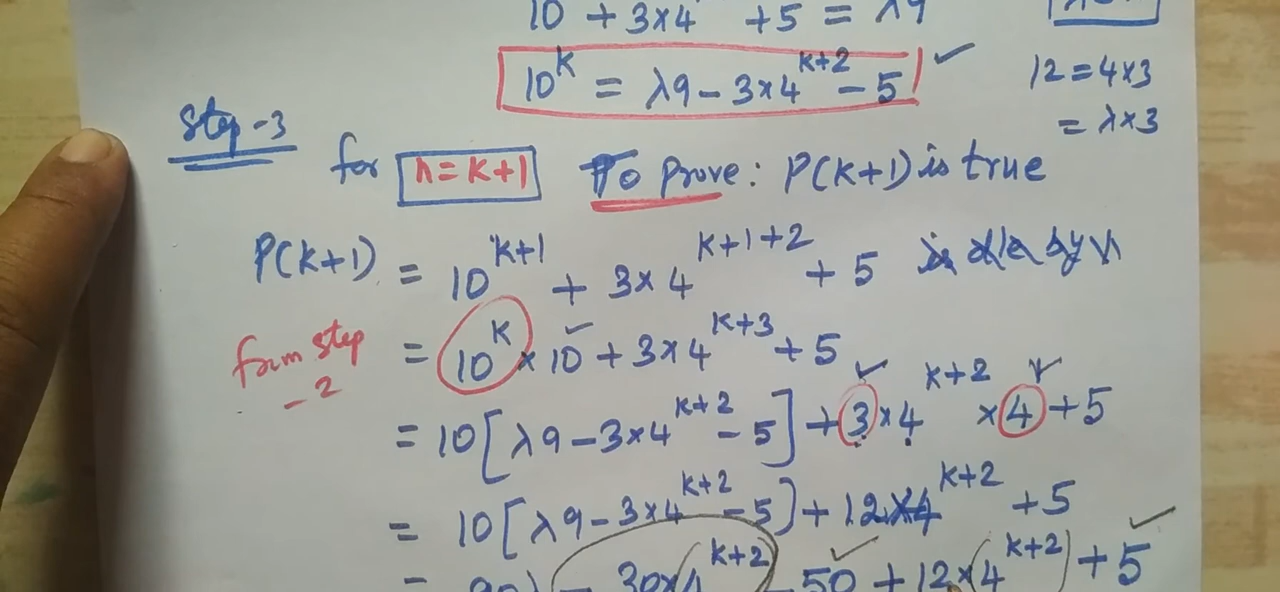 10 + 3×4 + 5 = λ9
10^k = λ9 - 3×4^{k+2} - 5
12 = 4×3
= λ×3
Step-3
for n=k+1 To Prove: P(k+1) is true
P(k+1) = 10^{k+1} + 3×4^{k+1+2} + 5
= 10^k × 10 + 3×4^{k+3} + 5
from step -2
= 10[λ9 - 3×4^{k+2} - 5] + 3×4^{k+2} ×4 + 5
= 10[λ9 - 3×4^{k+2} - 5] + 12×4^{k+2} + 5
= 90λ - 30×4^{k+2} - 50 + 12×(4^{k+2}) + 5